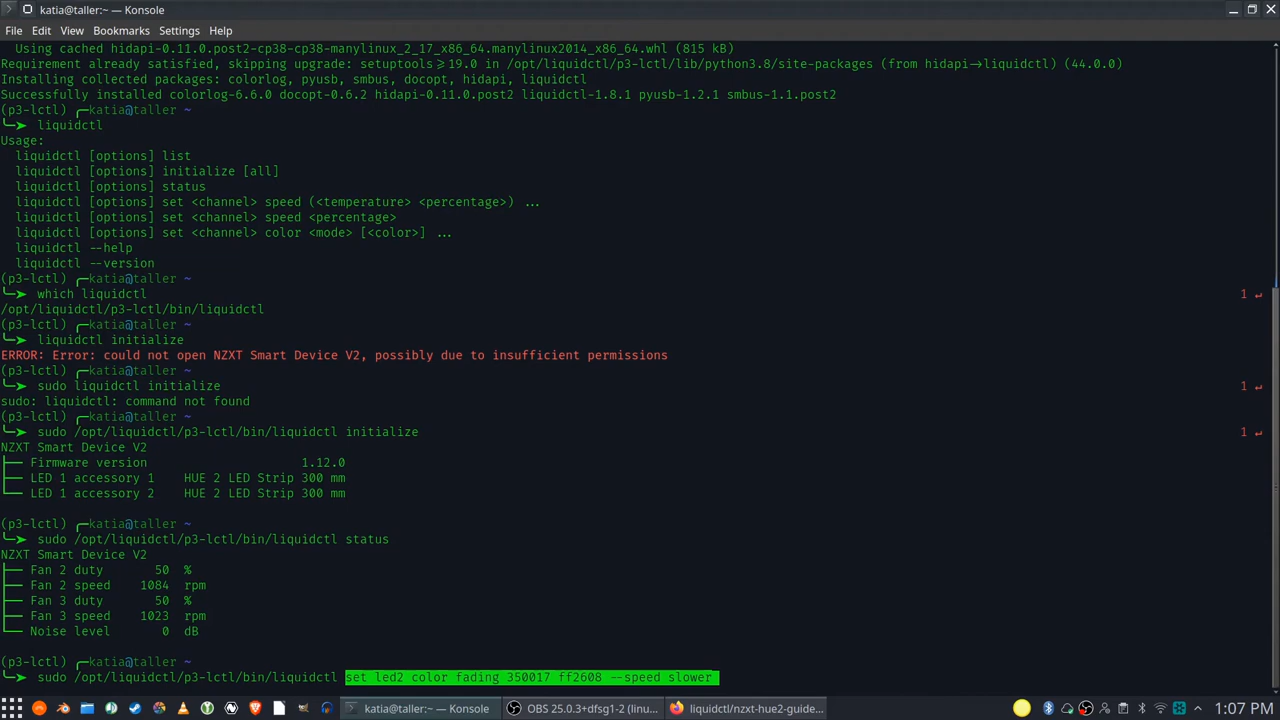 katia@taller:~ — Konsole
File Edit View Bookmarks Settings Help
Using cached hidapi-0.11.0.post2-cp38-cp38-manylinux_2_17_x86_64.manylinux2014_x86_64.whl (815 kB)
Requirement already satisfied, skipping upgrade: setuptools>=19.0 in /opt/liquidctl/p3-lctl/lib/python3.8/site-packages (from hidapi->liquidctl) (44.0.0)
Installing collected packages: colorlog, pyusb, smbus, docopt, hidapi, liquidctl
Successfully installed colorlog-6.6.0 docopt-0.6.2 hidapi-0.11.0.post2 liquidctl-1.8.1 pyusb-1.2.1 smbus-1.1.post2
(p3-lctl) ╭─katia@taller ~
╰─➤ liquidctl
Usage:
liquidctl [options] list
liquidctl [options] initialize [all]
liquidctl [options] status
liquidctl [options] set <channel> speed (<temperature> <percentage>) ...
liquidctl [options] set <channel> speed <percentage>
liquidctl [options] set <channel> color <mode> [<color>] ...
liquidctl --help
liquidctl --version
(p3-lctl) ╭─katia@taller ~
╰─➤ which liquidctl 1 ↵
/opt/liquidctl/p3-lctl/bin/liquidctl
(p3-lctl) ╭─katia@taller ~
╰─➤ liquidctl initialize
ERROR: Error: could not open NZXT Smart Device V2, possibly due to insufficient permissions
(p3-lctl) ╭─katia@taller ~
╰─➤ sudo liquidctl initialize 1 ↵
sudo: liquidctl: command not found
(p3-lctl) ╭─katia@taller ~
╰─➤ sudo /opt/liquidctl/p3-lctl/bin/liquidctl initialize 1 ↵
NZXT Smart Device V2
├── Firmware version 1.12.0
├── LED 1 accessory 1 HUE 2 LED Strip 300 mm
└── LED 1 accessory 2 HUE 2 LED Strip 300 mm
(p3-lctl) ╭─katia@taller ~
╰─➤ sudo /opt/liquidctl/p3-lctl/bin/liquidctl status
NZXT Smart Device V2
├── Fan 2 duty 50 %
├── Fan 2 speed 1084 rpm
├── Fan 3 duty 50 %
├── Fan 3 speed 1023 rpm
└── Noise level 0 dB
(p3-lctl) ╭─katia@taller ~
╰─➤ sudo /opt/liquidctl/p3-lctl/bin/liquidctl set led2 color fading 350017 ff2608 --speed slower
katia@taller:~ — Konsole
OBS 25.0.3+dfsg1-2 (linu...
liquidctl/nzxt-hue2-guide...
1:07 PM